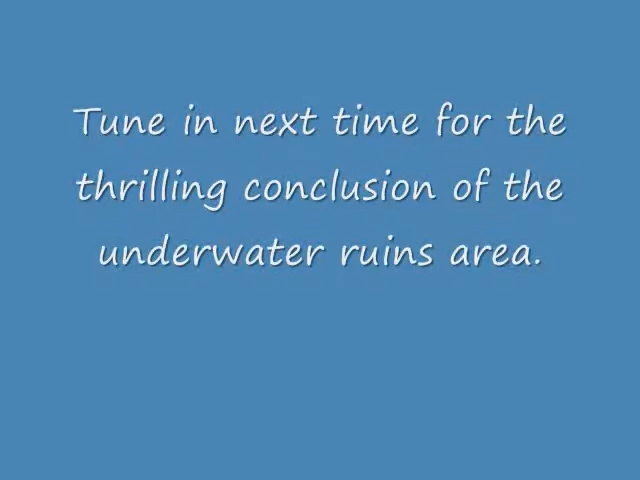 Tune in next time for the
thrilling conclusion of the
underwater ruins area.